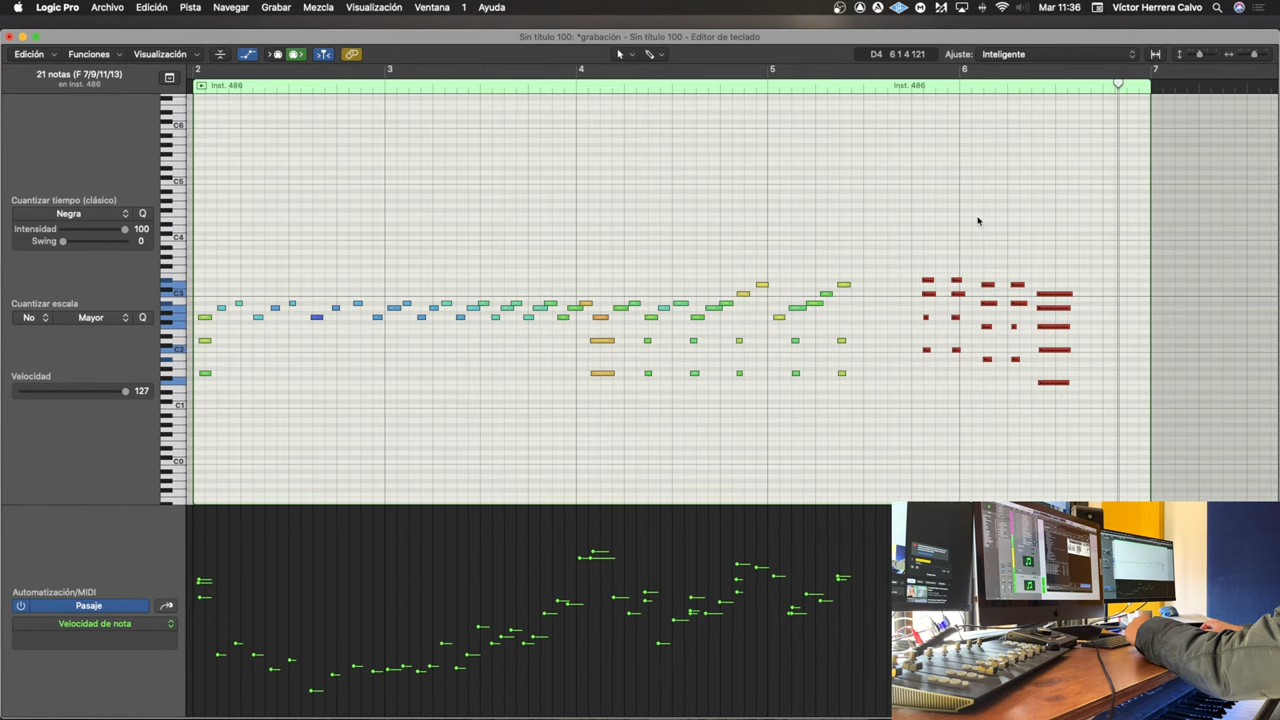 Logic Pro Archivo Edición Pista Navegar Grabar Mezcla Visualización Ventana 1 Ayuda Mar 11:36 Víctor Herrera Calvo
Sin título 100: *grabación - Sin título 100 - Editor de teclado
Edición Funciones Visualización D4 6 1 4 121 Ajuste: Inteligente
21 notas (F 7/9/11/13)
en Inst. 486
2 3 4 5 6 7
Inst. 486 Inst. 486
C6
C5
C4
C3
C2
C1
C0
Cuantizar tiempo (clásico)
Negra Q
Intensidad 100
Swing 0
Cuantizar escala
No Mayor Q
Velocidad
127
Automatización/MIDI
Pasaje
Velocidad de nota